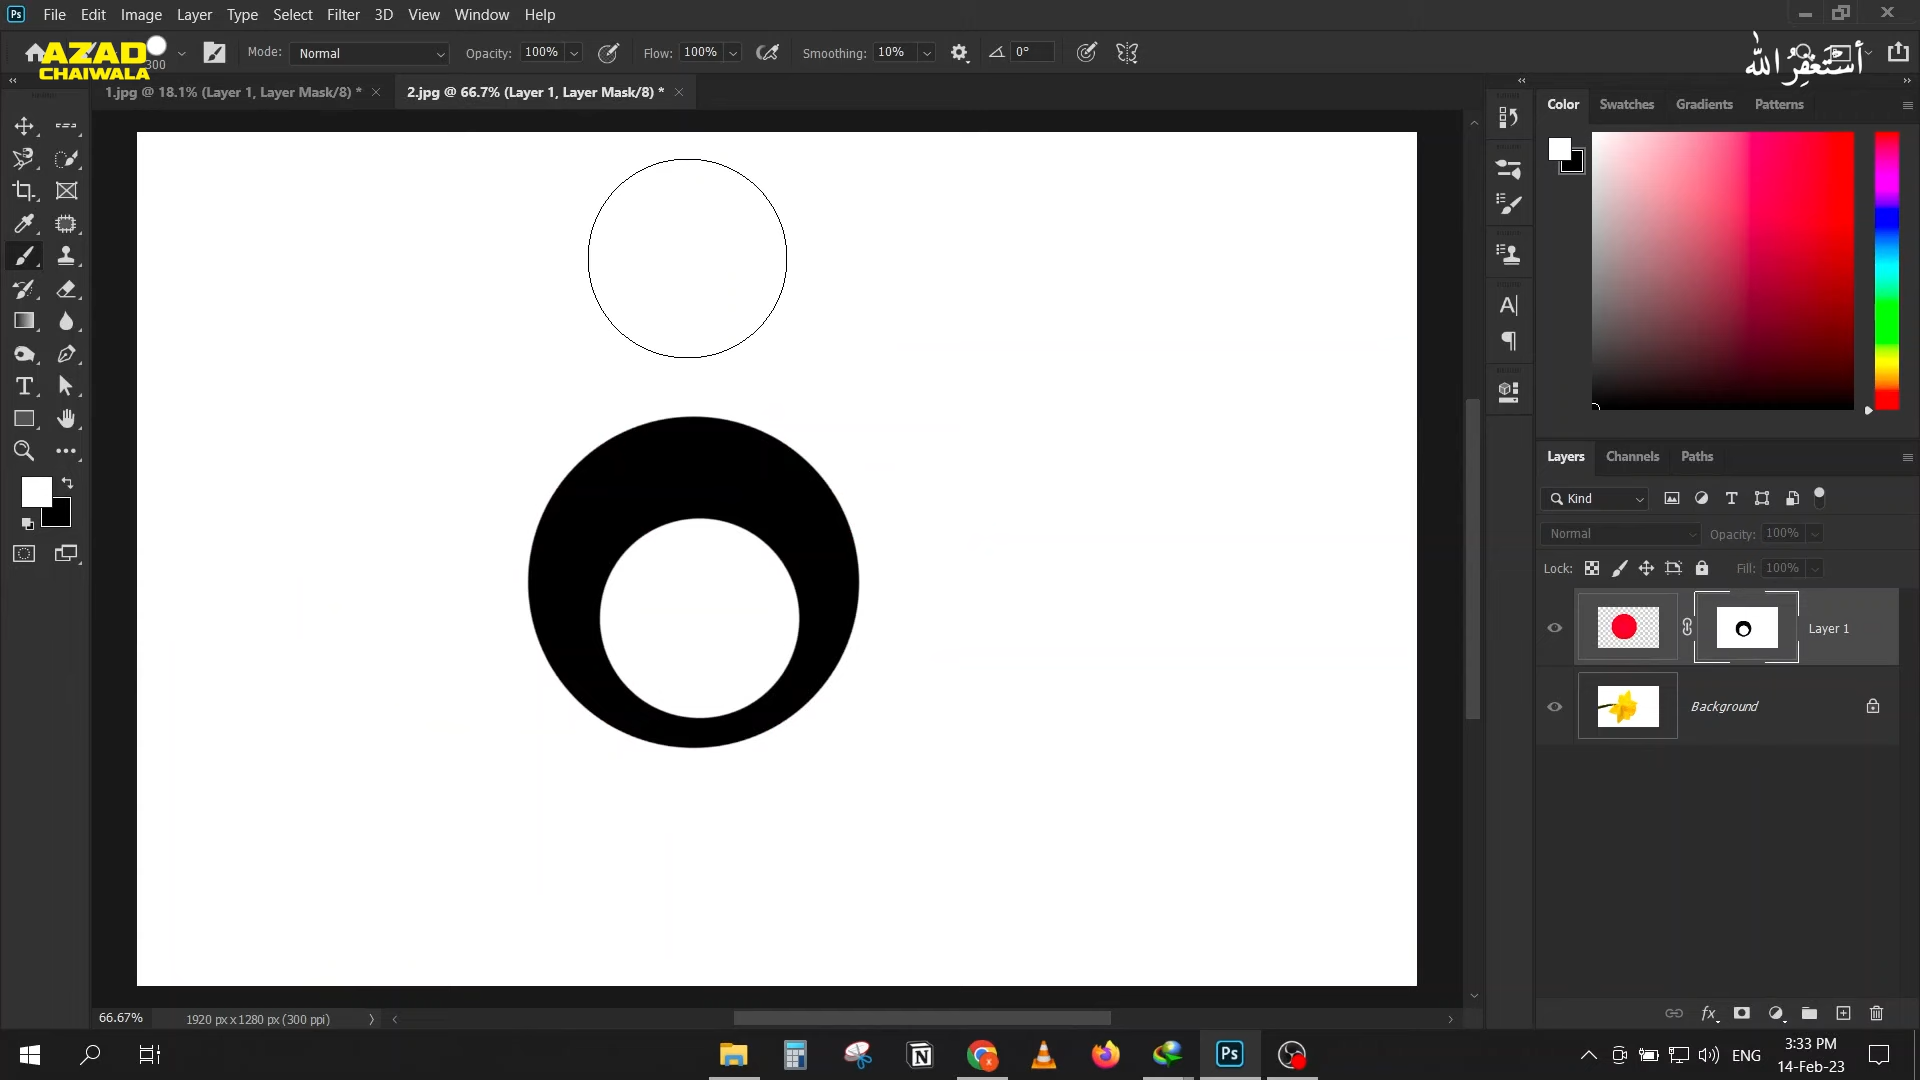 File Edit Image Layer Type Select Filter 3D View Window Help
AZAD
CHAIWALA
300
Mode: Normal Opacity: 100% Flow: 100% Smoothing: 10% 0°
أستغفر الله
1.jpg @ 18.1% (Layer 1, Layer Mask/8) *
2.jpg @ 66.7% (Layer 1, Layer Mask/8) *
Color Swatches Gradients Patterns
Layers Channels Paths
Kind
Normal Opacity: 100%
Lock: Fill: 100%
Layer 1
Background
66.67% 1920 px x 1280 px (300 ppi)
ENG
3:33 PM
14-Feb-23